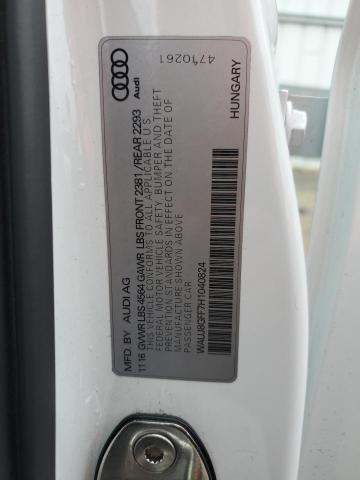 Audi
4710261
MFD. BY AUDI AG
11 16 GVWR LBS 4564 GAWR LBS FRONT 2381 / REAR 2293
THIS VEHICLE CONFORMS TO ALL APPLICABLE U.S.
FEDERAL MOTOR VEHICLE SAFETY, BUMPER AND THEFT
PREVENTION STANDARDS IN EFFECT ON THE DATE OF
MANUFACTURE SHOWN ABOVE
PASSENGER CAR
WAUJ8GFF7H1040824
HUNGARY